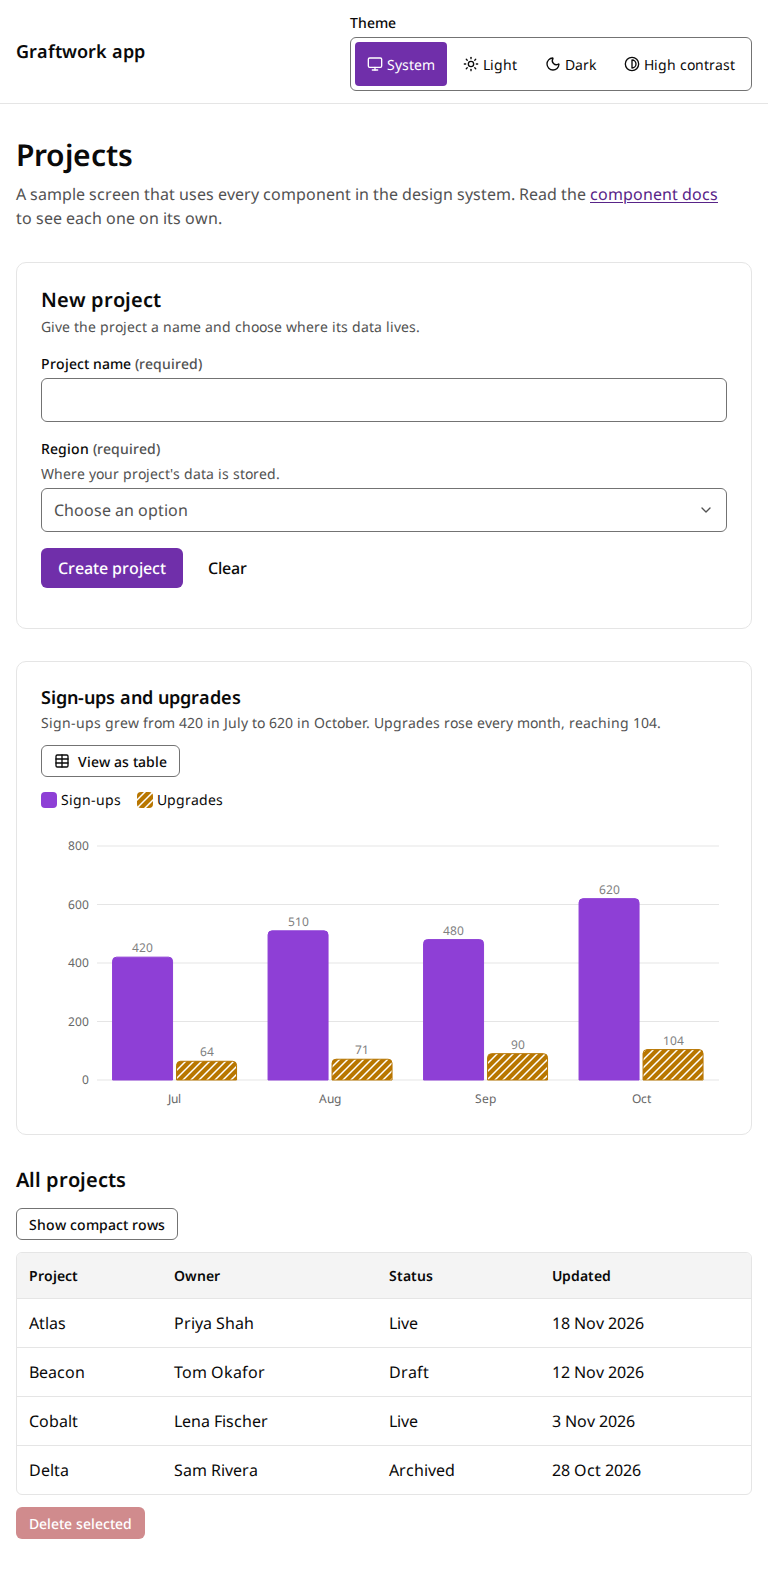 Theme
Graftwork app
System Light Dark High contrast
Projects
A sample screen that uses every component in the design system. Read the component docs
to see each one on its own.
New project
Give the project a name and choose where its data lives.
Project name (required)
Region (required)
Where your project's data is stored.
Choose an option
Create project Clear
Sign-ups and upgrades
Sign-ups grew from 420 in July to 620 in October. Upgrades rose every month, reaching 104.
View as table
Sign-ups Upgrades
800
600
400
200
0
420 64 510 71 480 90 620 104
Jul Aug Sep Oct
All projects
Show compact rows
Project Owner Status Updated
Atlas Priya Shah Live 18 Nov 2026
Beacon Tom Okafor Draft 12 Nov 2026
Cobalt Lena Fischer Live 3 Nov 2026
Delta Sam Rivera Archived 28 Oct 2026
Delete selected